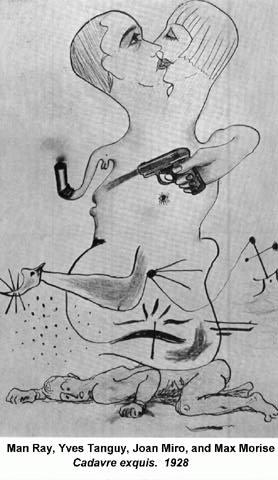 Man Ray, Yves Tanguy, Joan Miro, and Max Morise
Cadavre exquis. 1928